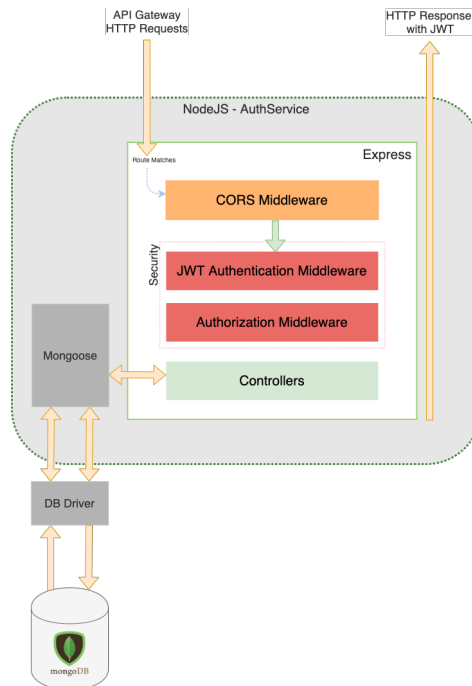 API Gateway
HTTP Requests
HTTP Response
with JWT
NodeJS - AuthService
Express
Route Matches
CORS Middleware
Security
JWT Authentication Middleware
Authorization Middleware
Mongoose
Controllers
DB Driver
mongoDB